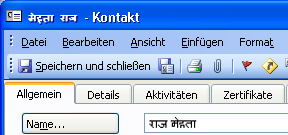 मेहता राज - Kontakt
Datei Bearbeiten Ansicht Einfügen Format
Speichern und schließen
Allgemein Details Aktivitäten Zertifikate
Name... राज मेहता